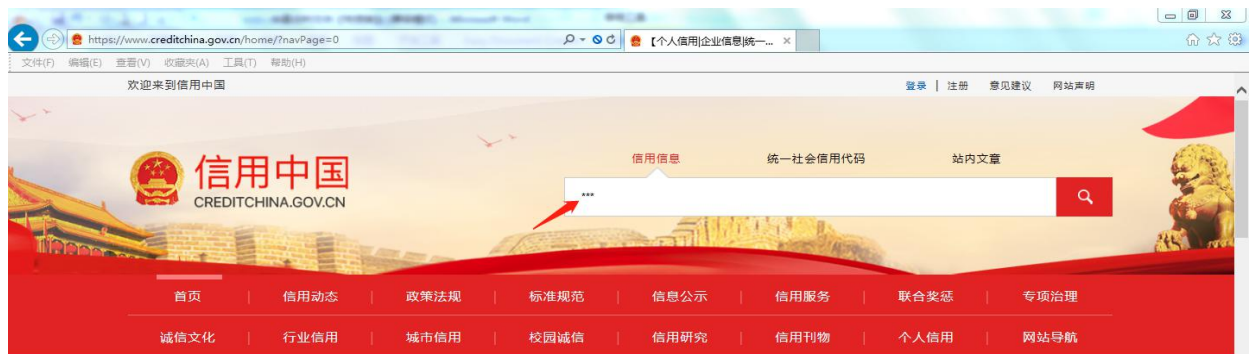 https://www.creditchina.gov.cn/home/?navPage=0
【个人信用|企业信息|统一...
文件(F) 编辑(E) 查看(V) 收藏夹(A) 工具(T) 帮助(H)
欢迎来到信用中国 登录 | 注册 意见建议 网站声明
信用信息 统一社会信用代码 站内文章
信用中国
***
CREDITCHINA.GOV.CN
首页 | 信用动态 | 政策法规 | 标准规范 | 信息公示 | 信用服务 | 联合奖惩 | 专项治理
诚信文化 | 行业信用 | 城市信用 | 校园诚信 | 信用研究 | 信用刊物 | 个人信用 | 网站导航